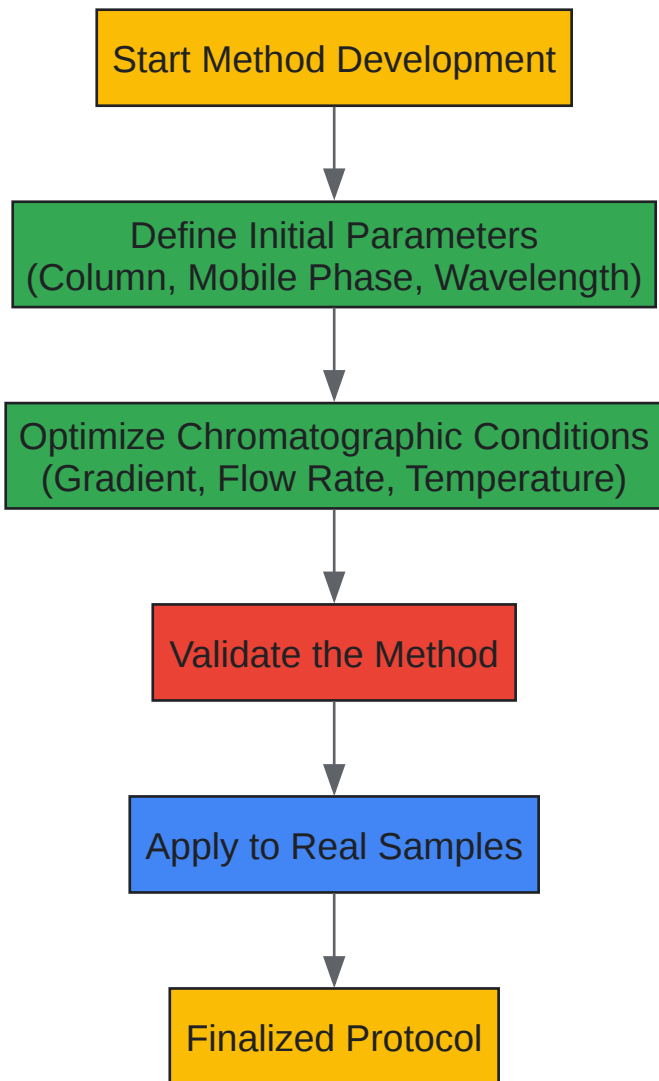 Start Method Development
Define Initial Parameters
(Column, Mobile Phase, Wavelength)
Optimize Chromatographic Conditions
(Gradient, Flow Rate, Temperature)
Validate the Method
Apply to Real Samples
Finalized Protocol